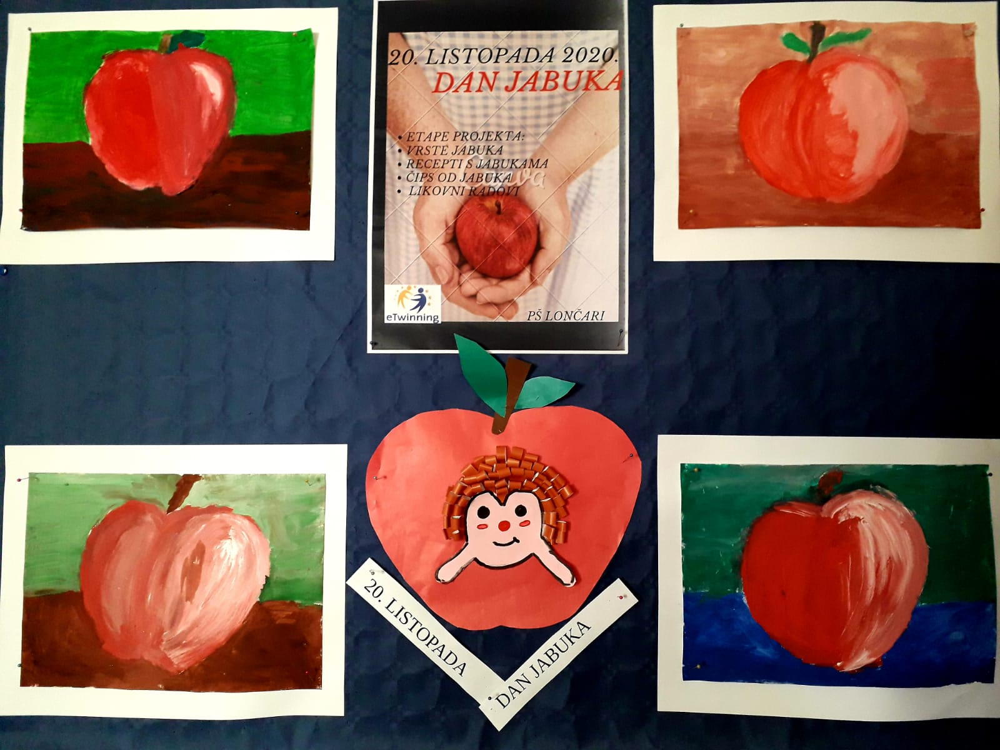 20. LISTOPADA 2020.
DAN JABUKA
• ETAPE PROJEKTA:
• VRSTE JABUKA
• RECEPTI S JABUKAMA
• ČIPS OD JABUKA
• LIKOVNI RADOVI
eTwinning
PŠ LONČARI
20. LISTOPADA
DAN JABUKA